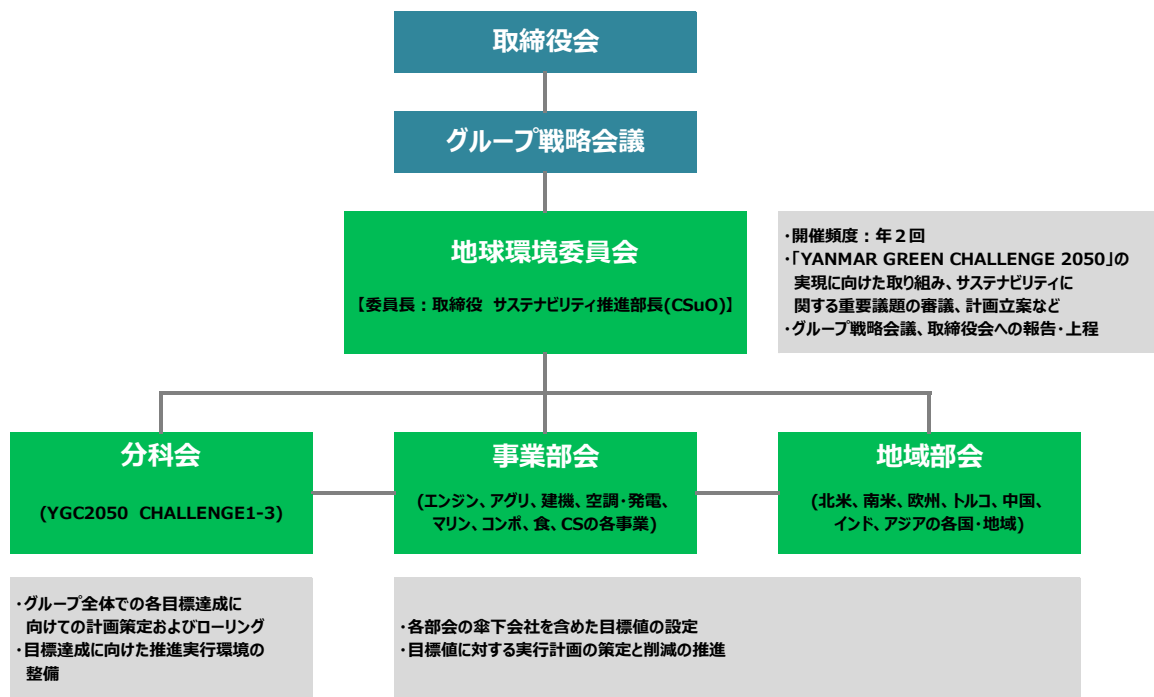 取締役会
グループ戦略会議
地球環境委員会
【委員長：取締役 サステナビリティ推進部長(CSuO)】
・開催頻度：年２回
・「YANMAR GREEN CHALLENGE 2050」の
実現に向けた取り組み、サステナビリティに
関する重要議題の審議、計画立案など
・グループ戦略会議、取締役会への報告・上程
分科会
(YGC2050 CHALLENGE1-3)
事業部会
(エンジン、アグリ、建機、空調・発電、
マリン、コンポ、食、CSの各事業)
地域部会
(北米、南米、欧州、トルコ、中国、
インド、アジアの各国・地域)
・グループ全体での各目標達成に
向けての計画策定およびローリング
・目標達成に向けた推進実行環境の
整備
・各部会の傘下会社を含めた目標値の設定
・目標値に対する実行計画の策定と削減の推進